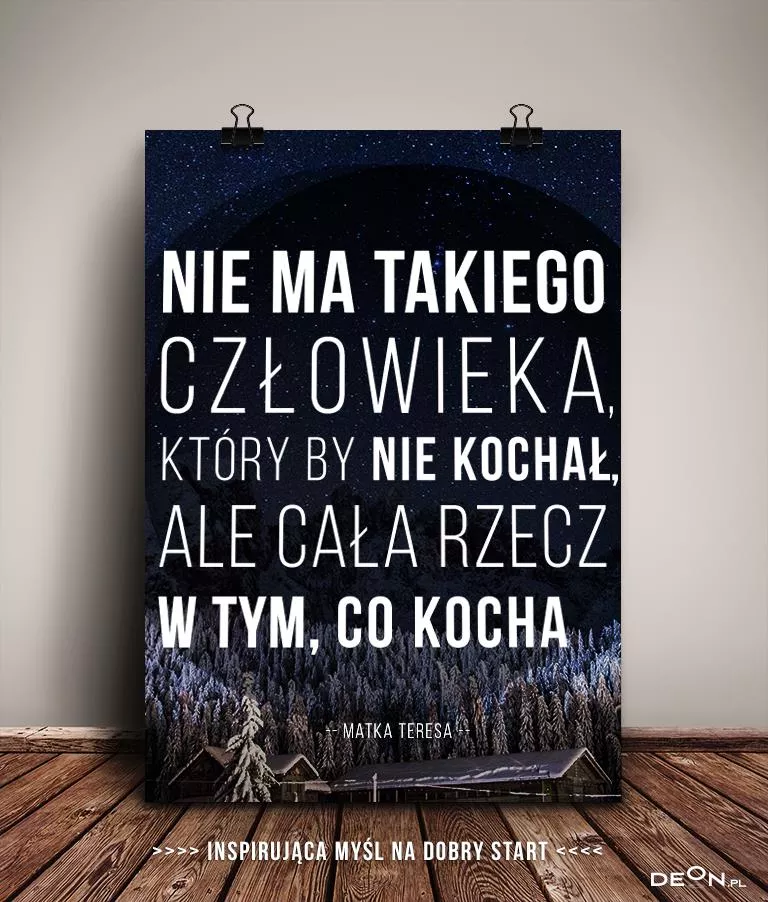 NIE MA TAKIEGO
CZŁOWIEKA,
KTÓRY BY NIE KOCHAŁ,
ALE CAŁA RZECZ
W TYM, CO KOCHA
-- MATKA TERESA --
>>>> INSPIRUJĄCA MYŚL NA DOBRY START <<<<
DEON.PL